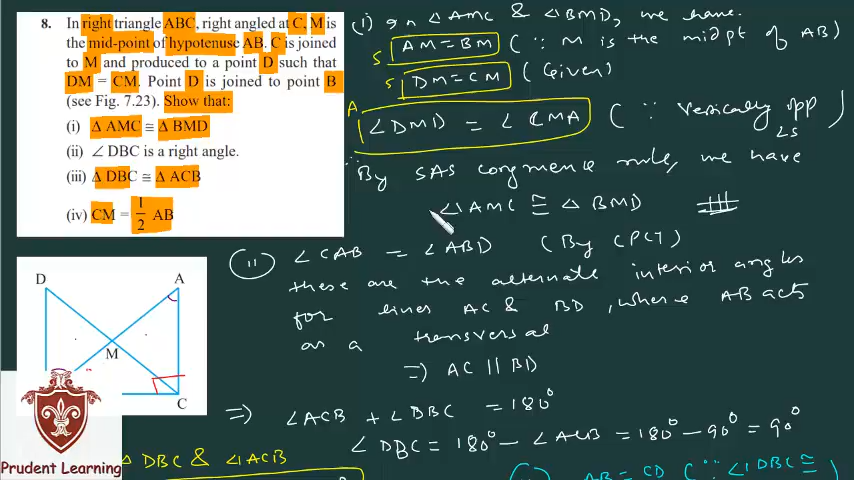 8. In right triangle ABC, right angled at C, M is
the mid-point of hypotenuse AB. C is joined
to M and produced to a point D such that
DM = CM. Point D is joined to point B
(see Fig. 7.23). Show that:
(i) Δ AMC ≅ Δ BMD
(ii) ∠ DBC is a right angle.
(iii) Δ DBC ≅ Δ ACB
(iv) CM = 1/2 AB
D A
M
C
Prudent Learning
(i) In ∠AMC & ∠BMD, we have.
S AM = BM (∵ M is the midpt of AB)
S DM = CM (Given)
A ∠DMD = ∠CMA (∵ vertically opp ∠s)
∴ By SAS congruence rule, we have
△AMC ≅ △ BMD
(ii) ∠CAB = ∠ABD (By CPCT)
these are the alternate interior angles
for lines AC & BD, where AB acts
as a transversal
⇒ AC || BD
⇒ ∠ACB + ∠BBC = 180°
∠DBC = 180° − ∠ACB = 180° − 90° = 90°
△ DBC & △ACB
AB = CD (∵ △DBC ≅